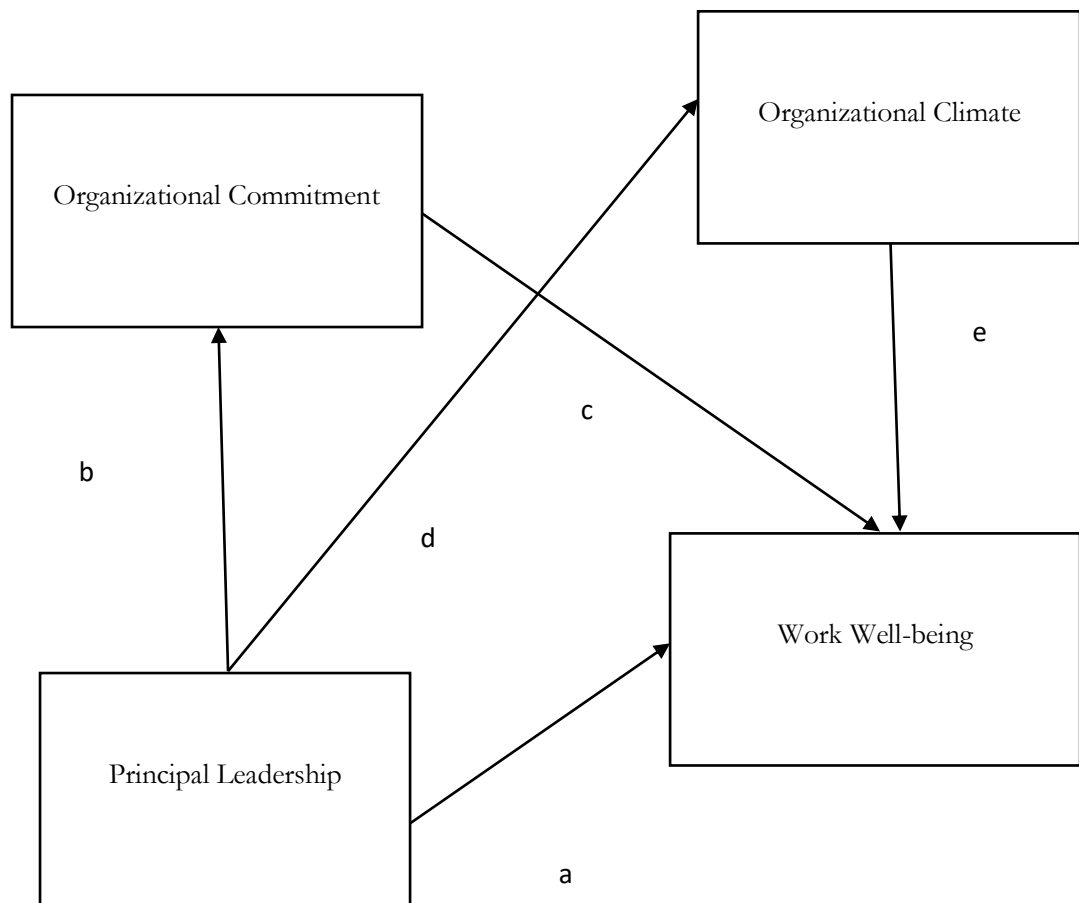 Organizational Climate
Organizational Commitment
e
c
b
d
Work Well-being
Principal Leadership
a